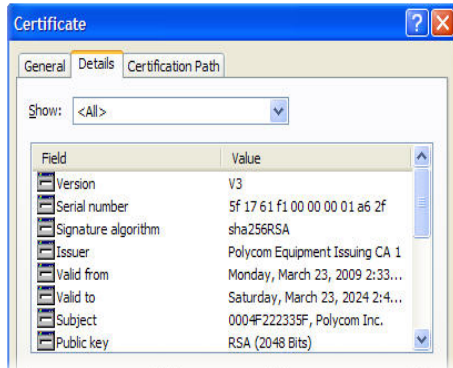 Certificate
General Details Certification Path
Show: <All>
Field Value
Version V3
Serial number 5f 17 61 f1 00 00 00 01 a6 2f
Signature algorithm sha256RSA
Issuer Polycom Equipment Issuing CA 1
Valid from Monday, March 23, 2009 2:33...
Valid to Saturday, March 23, 2024 2:4...
Subject 0004F222335F, Polycom Inc.
Public key RSA (2048 Bits)